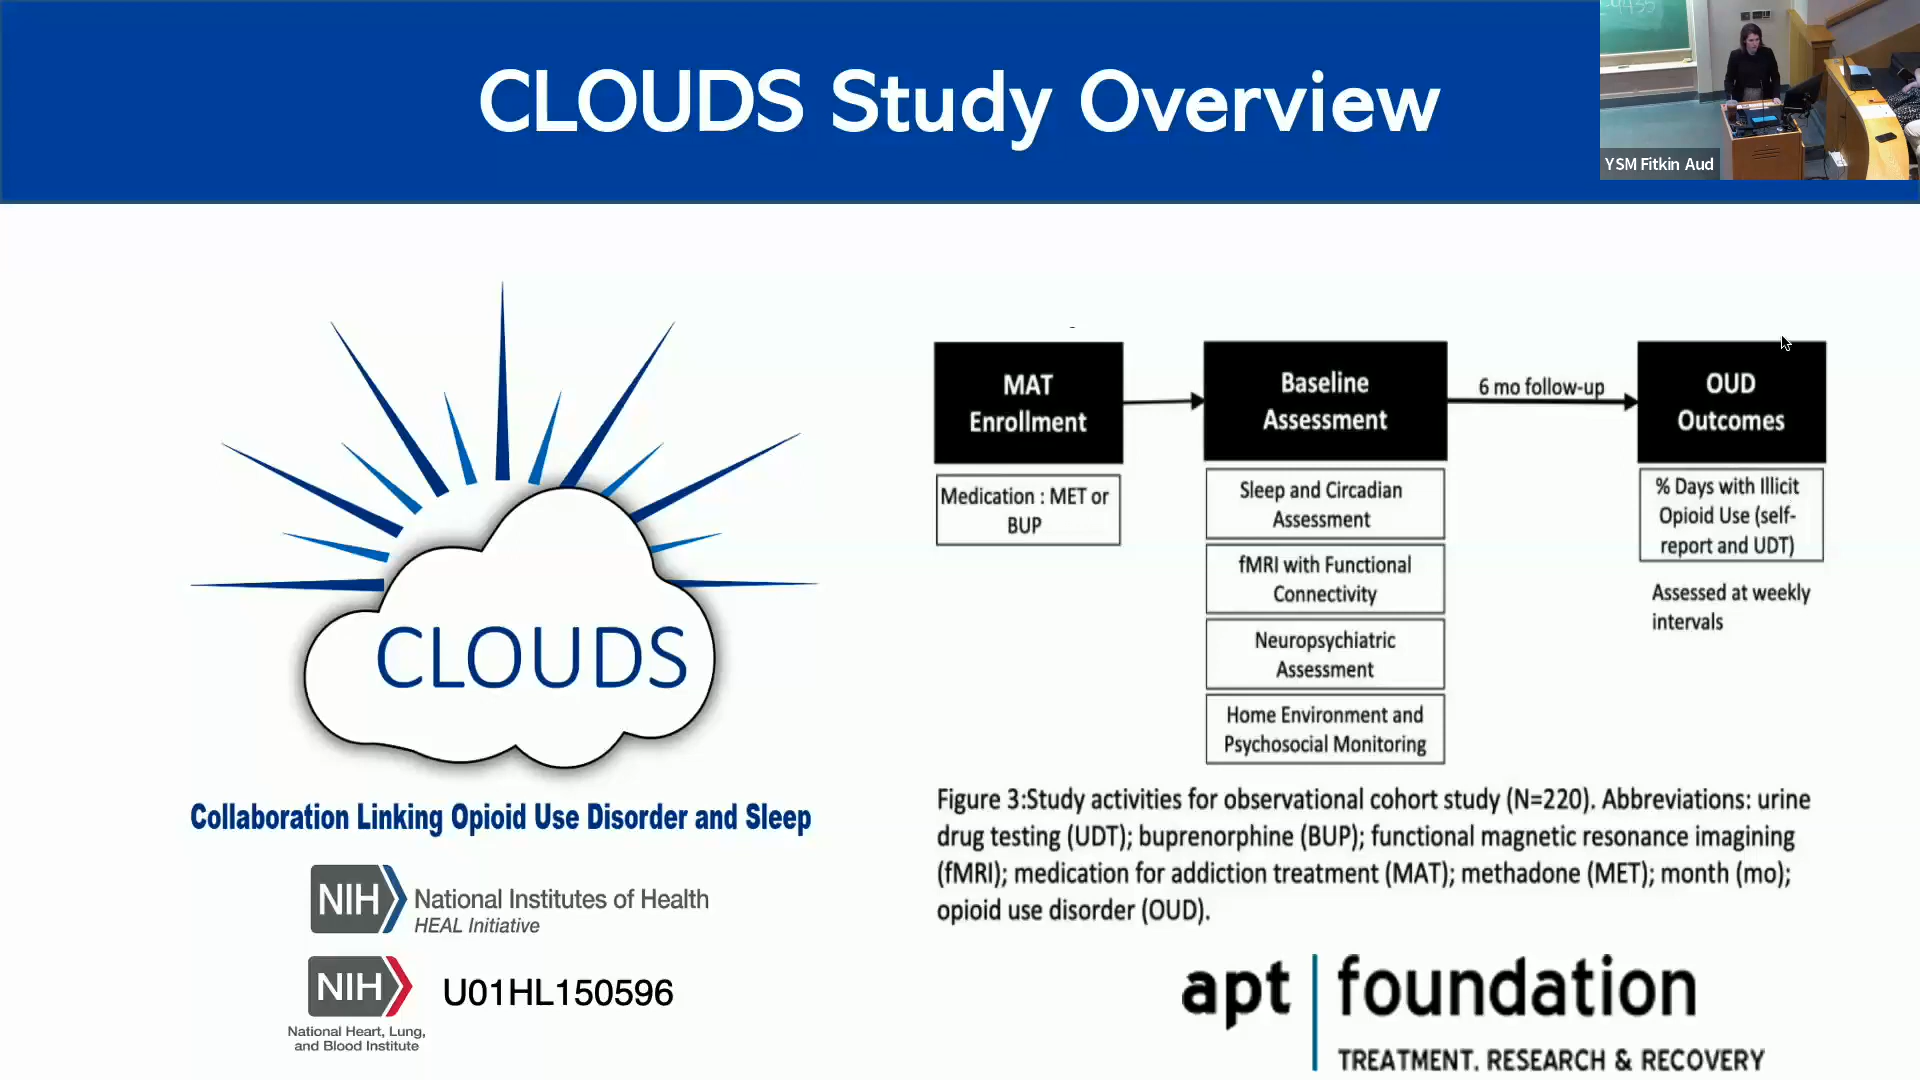 CLOUDS Study Overview
YSM Fitkin Aud
CLOUDS
Collaboration Linking Opioid Use Disorder and Sleep
NIH
National Institutes of Health
HEAL Initiative
NIH
U01HL150596
National Heart, Lung,
and Blood Institute
MAT
Enrollment
Medication : MET or
BUP
Baseline
Assessment
Sleep and Circadian
Assessment
fMRI with Functional
Connectivity
Neuropsychiatric
Assessment
Home Environment and
Psychosocial Monitoring
6 mo follow-up
OUD
Outcomes
% Days with Illicit
Opioid Use (self-
report and UDT)
Assessed at weekly
intervals
Figure 3:Study activities for observational cohort study (N=220). Abbreviations: urine
drug testing (UDT); buprenorphine (BUP); functional magnetic resonance imagining
(fMRI); medication for addiction treatment (MAT); methadone (MET); month (mo);
opioid use disorder (OUD).
apt foundation
TREATMENT, RESEARCH & RECOVERY